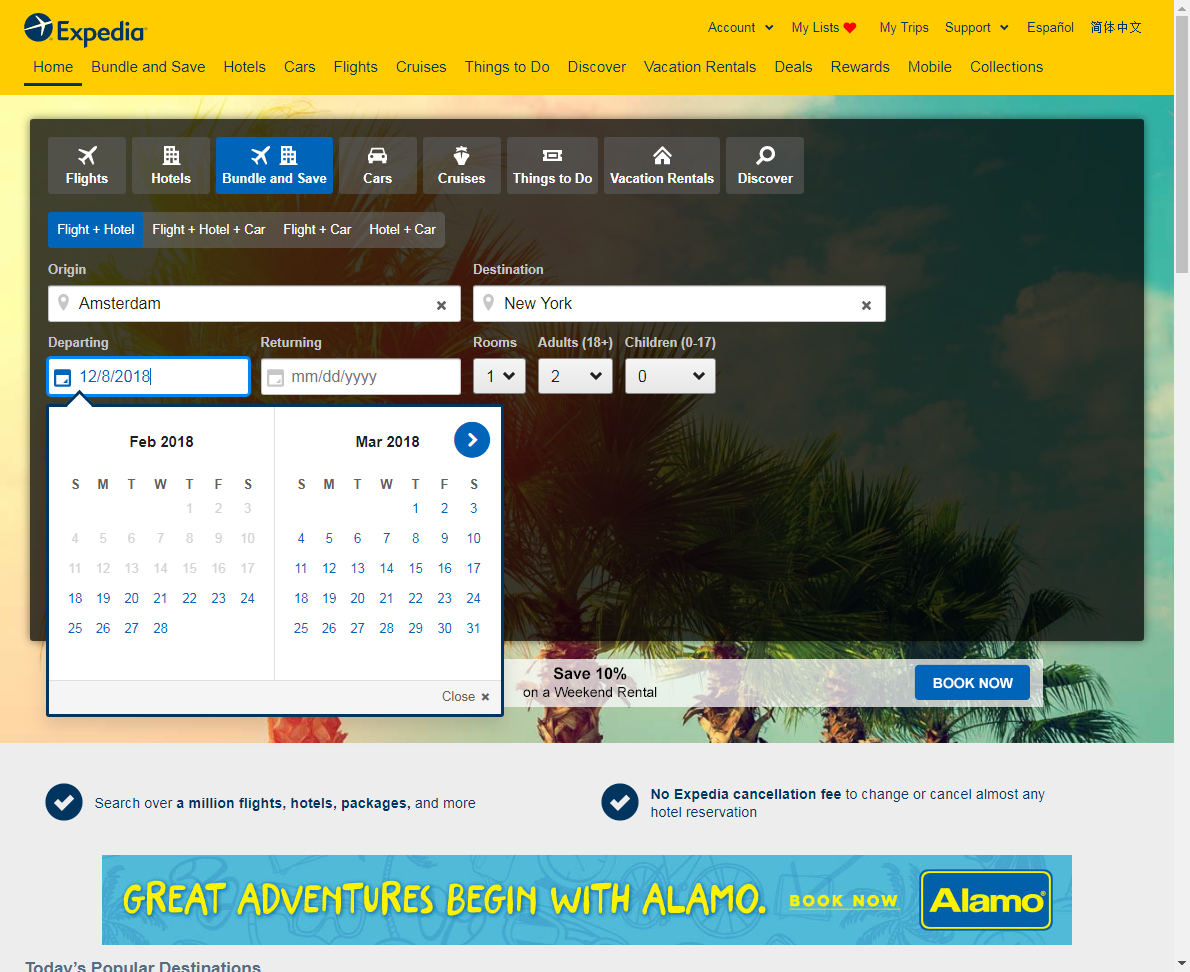 Expedia
Account My Lists My Trips Support Español 简体中文
Home Bundle and Save Hotels Cars Flights Cruises Things to Do Discover Vacation Rentals Deals Rewards Mobile Collections
Flights Hotels Bundle and Save Cars Cruises Things to Do Vacation Rentals Discover
Flight + Hotel Flight + Hotel + Car Flight + Car Hotel + Car
Origin Destination
Amsterdam × New York ×
Departing Returning Rooms Adults (18+) Children (0-17)
12/8/2018 mm/dd/yyyy 1 2 0
Feb 2018 Mar 2018
S M T W T F S S M T W T F S
1 2 3 1 2 3
4 5 6 7 8 9 10 4 5 6 7 8 9 10
11 12 13 14 15 16 17 11 12 13 14 15 16 17
18 19 20 21 22 23 24 18 19 20 21 22 23 24
25 26 27 28 25 26 27 28 29 30 31
Close ×
Save 10%
on a Weekend Rental
BOOK NOW
Search over a million flights, hotels, packages, and more
No Expedia cancellation fee to change or cancel almost any
hotel reservation
GREAT ADVENTURES BEGIN WITH ALAMO. BOOK NOW Alamo®
Today's Popular Destinations